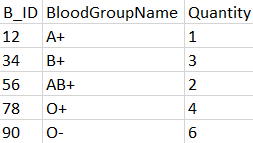 B_ID BloodGroupName Quantity
12 A+ 1
34 B+ 3
56 AB+ 2
78 O+ 4
90 O- 6